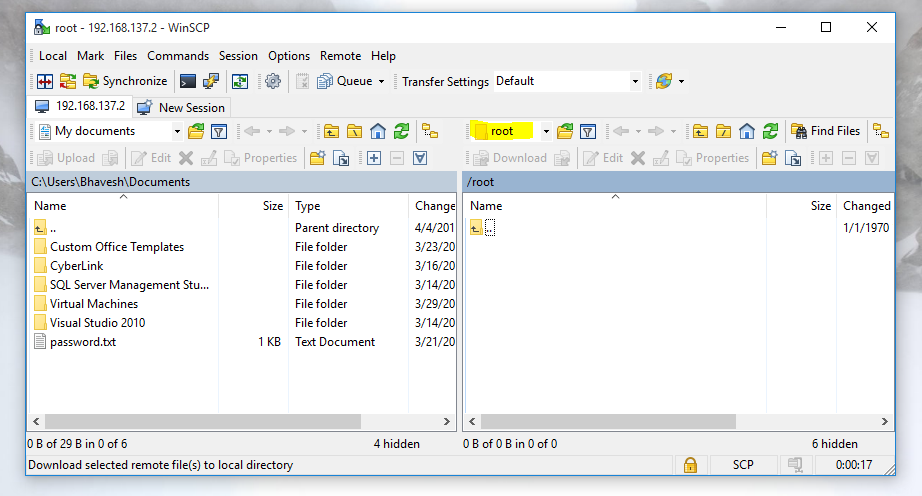 root - 192.168.137.2 - WinSCP
Local Mark Files Commands Session Options Remote Help
Synchronize Queue Transfer Settings Default
192.168.137.2 New Session
My documents root Find Files
Upload Edit Properties Download Edit Properties
C:\Users\Bhavesh\Documents /root
Name Size Type Change Name Size Changed
.. Parent directory 4/4/201 .. 1/1/1970
Custom Office Templates File folder 3/23/20
CyberLink File folder 3/16/20
SQL Server Management Stu... File folder 3/14/20
Virtual Machines File folder 3/29/20
Visual Studio 2010 File folder 3/14/20
password.txt 1 KB Text Document 3/21/20
0 B of 29 B in 0 of 6 4 hidden 0 B of 0 B in 0 of 0 6 hidden
Download selected remote file(s) to local directory SCP 0:00:17